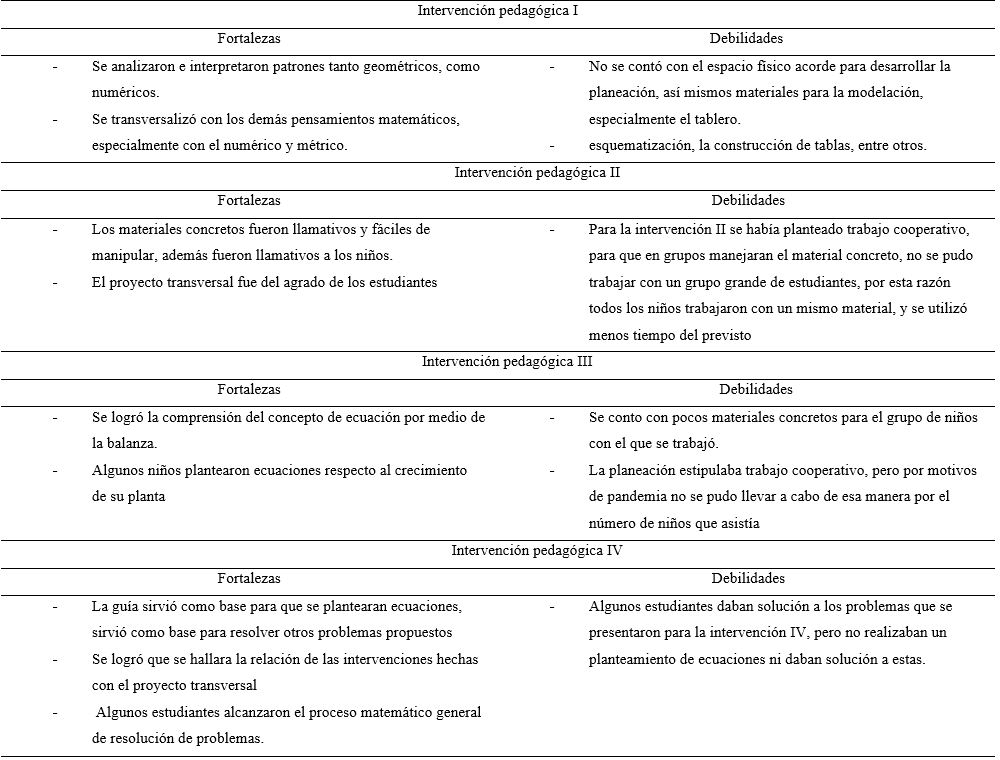 Intervención pedagógica I
Fortalezas
Debilidades
- Se analizaron e interpretaron patrones tanto geométricos, como
numéricos.
- Se transversalizó con los demás pensamientos matemáticos,
especialmente con el numérico y métrico.
- No se contó con el espacio físico acorde para desarrollar la
planeación, así mismos materiales para la modelación,
especialmente el tablero.
- esquematización, la construcción de tablas, entre otros.
Intervención pedagógica II
Fortalezas
Debilidades
- Los materiales concretos fueron llamativos y fáciles de
manipular, además fueron llamativos a los niños.
- El proyecto transversal fue del agrado de los estudiantes
- Para la intervención II se había planteado trabajo cooperativo,
para que en grupos manejaran el material concreto, no se pudo
trabajar con un grupo grande de estudiantes, por esta razón
todos los niños trabajaron con un mismo material, y se utilizó
menos tiempo del previsto
Intervención pedagógica III
Fortalezas
Debilidades
- Se logró la comprensión del concepto de ecuación por medio de
la balanza.
- Algunos niños plantearon ecuaciones respecto al crecimiento
de su planta
- Se conto con pocos materiales concretos para el grupo de niños
con el que se trabajó.
- La planeación estipulaba trabajo cooperativo, pero por motivos
de pandemia no se pudo llevar a cabo de esa manera por el
número de niños que asistía
Intervención pedagógica IV
Fortalezas
Debilidades
- La guía sirvió como base para que se plantearan ecuaciones,
sirvió como base para resolver otros problemas propuestos
- Se logró que se hallara la relación de las intervenciones hechas
con el proyecto transversal
- Algunos estudiantes alcanzaron el proceso matemático general
de resolución de problemas.
- Algunos estudiantes daban solución a los problemas que se
presentaron para la intervención IV, pero no realizaban un
planteamiento de ecuaciones ni daban solución a estas.